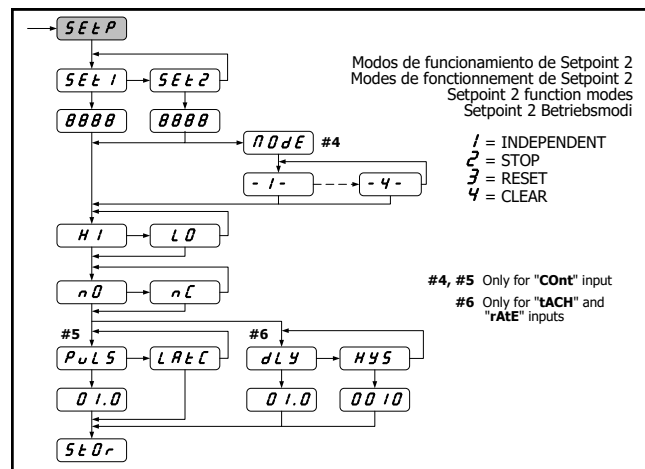 SEtP
SEt1 SEt2
8888 8888
nOdE #4
-1- -4-
HI LO
nO nC
#5 #6
PuLS LAtC dLY HYS
01.0 01.0 0010
StOr
Modos de funcionamiento de Setpoint 2
Modes de fonctionnement de Setpoint 2
Setpoint 2 function modes
Setpoint 2 Betriebsmodi
1 = INDEPENDENT
2 = STOP
3 = RESET
4 = CLEAR
#4, #5 Only for "COnt" input
#6 Only for "tACH" and
"rAtE" inputs